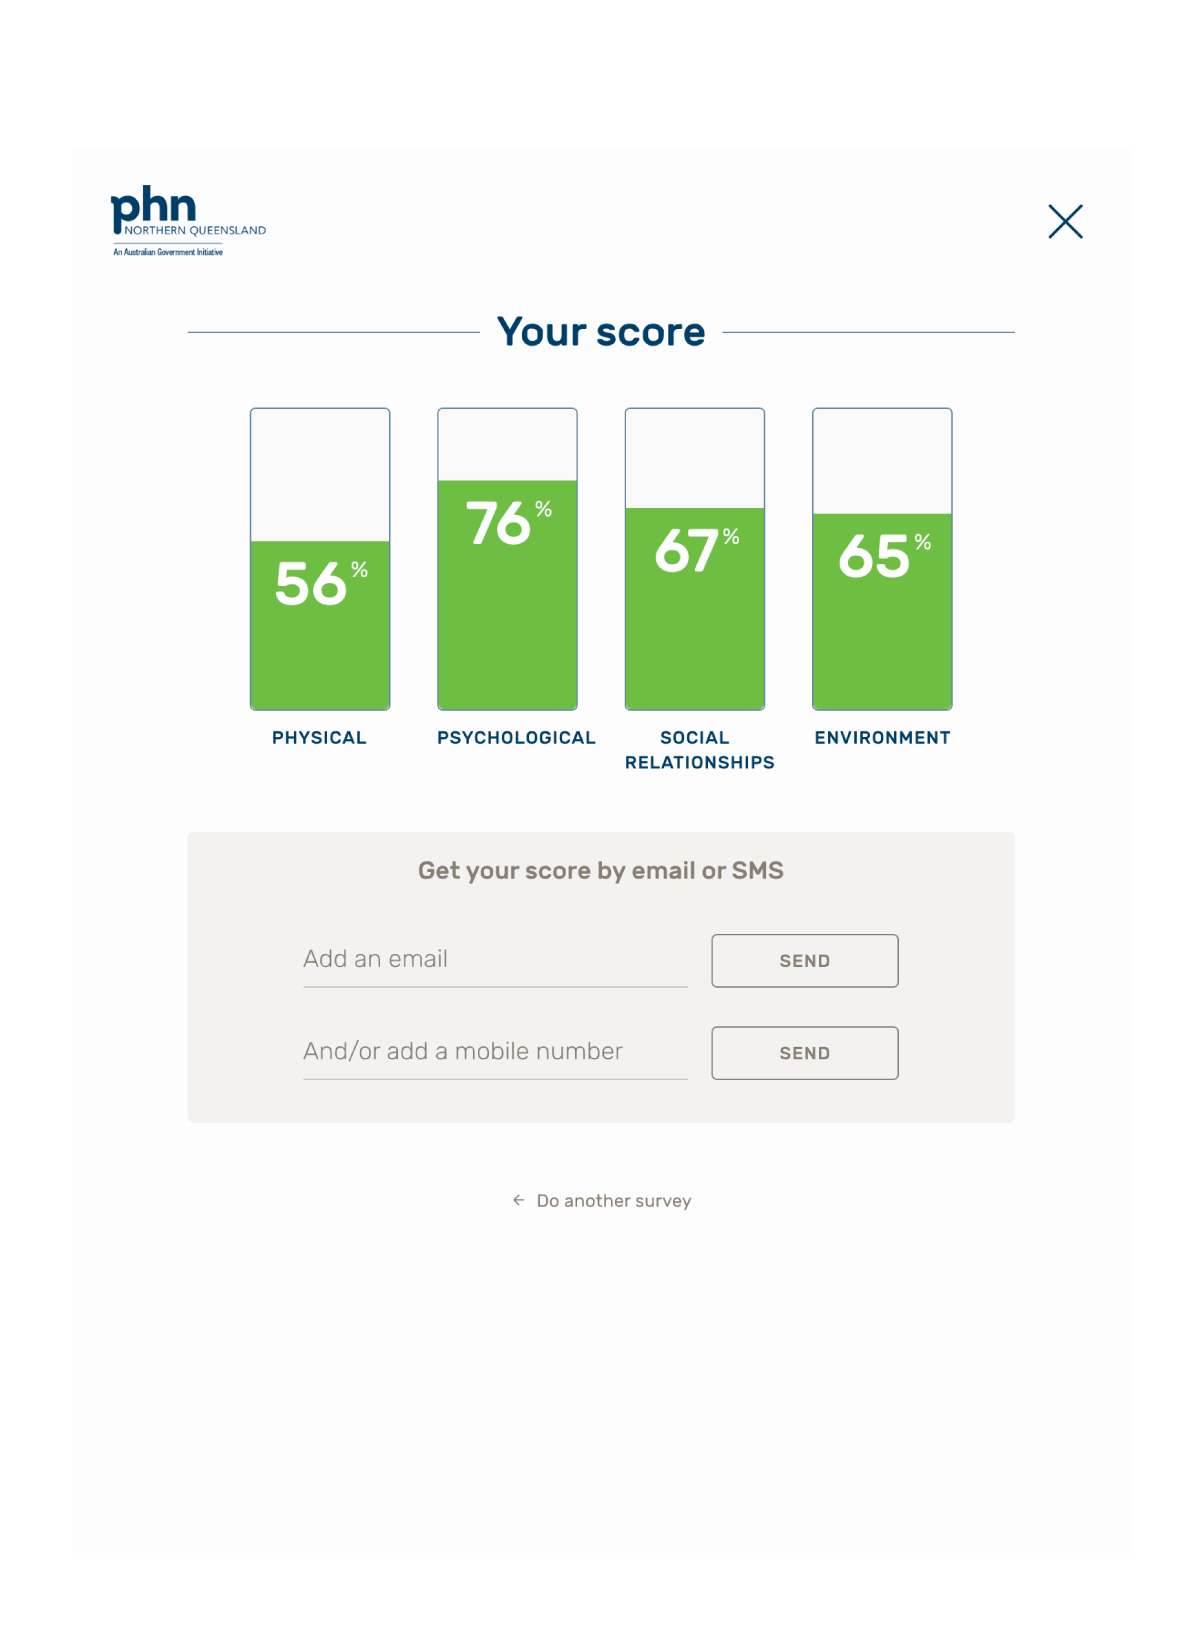 phn
NORTHERN QUEENSLAND
An Australian Government Initiative
Your score
56%
76%
67%
65%
PHYSICAL
PSYCHOLOGICAL
SOCIAL
RELATIONSHIPS
ENVIRONMENT
Get your score by email or SMS
Add an email
SEND
And/or add a mobile number
SEND
← Do another survey